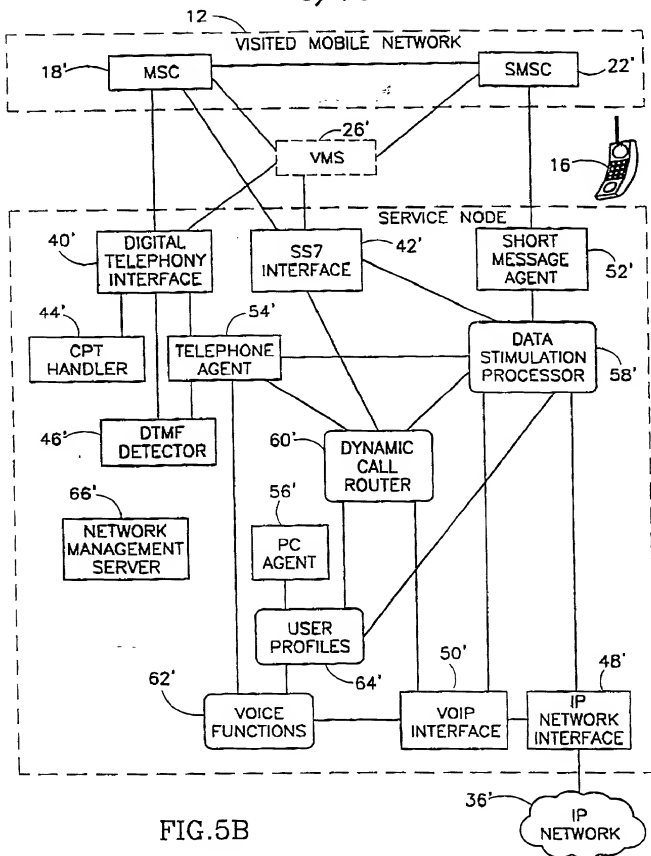 12
VISITED MOBILE NETWORK
18'
MSC
SMSC
22'
26'
VMS
16
SERVICE NODE
40'
DIGITAL
TELEPHONY
INTERFACE
SS7
INTERFACE
42'
SHORT
MESSAGE
AGENT
52'
44'
CPT
HANDLER
54'
TELEPHONE
AGENT
DATA
STIMULATION
PROCESSOR
58'
46'
DTMF
DETECTOR
60'
DYNAMIC
CALL
ROUTER
66'
NETWORK
MANAGEMENT
SERVER
56'
PC
AGENT
USER
PROFILES
64'
62'
VOICE
FUNCTIONS
50'
VOIP
INTERFACE
48'
IP
NETWORK
INTERFACE
36'
IP
NETWORK
FIG.5B